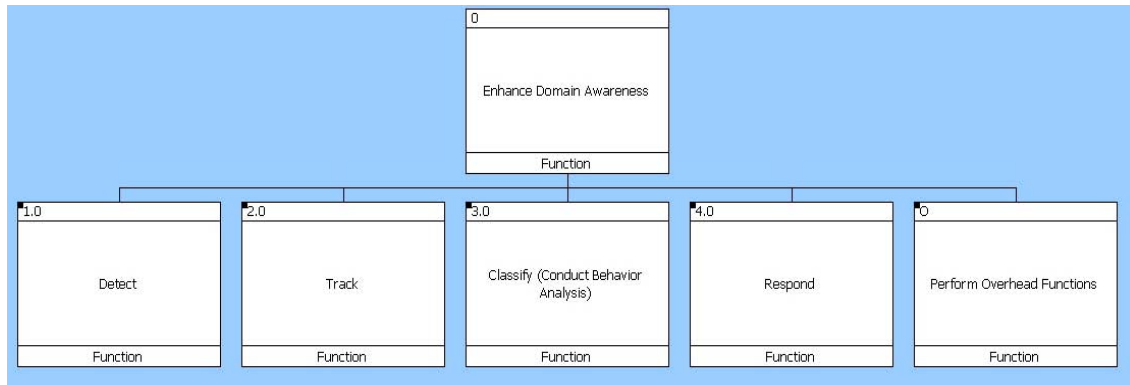 0
Enhance Domain Awareness
Function
1.0
Detect
Function
2.0
Track
Function
3.0
Classify (Conduct Behavior
Analysis)
Function
4.0
Respond
Function
O
Perform Overhead Functions
Function